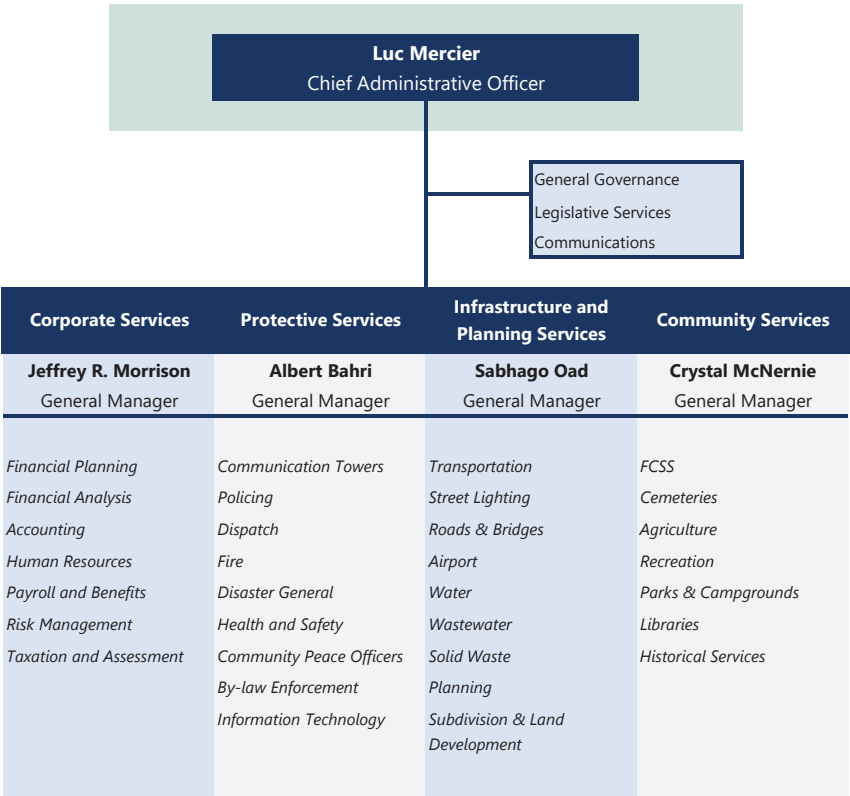 Luc Mercier
Chief Administrative Officer
General Governance
Legislative Services
Communications
Corporate Services
Jeffrey R. Morrison
General Manager
Financial Planning
Financial Analysis
Accounting
Human Resources
Payroll and Benefits
Risk Management
Taxation and Assessment
Protective Services
Albert Bahri
General Manager
Communication Towers
Policing
Dispatch
Fire
Disaster General
Health and Safety
Community Peace Officers
By-law Enforcement
Information Technology
Infrastructure and
Planning Services
Sabhago Oad
General Manager
Transportation
Street Lighting
Roads & Bridges
Airport
Water
Wastewater
Solid Waste
Planning
Subdivision & Land
Development
Community Services
Crystal McNernie
General Manager
FCSS
Cemeteries
Agriculture
Recreation
Parks & Campgrounds
Libraries
Historical Services